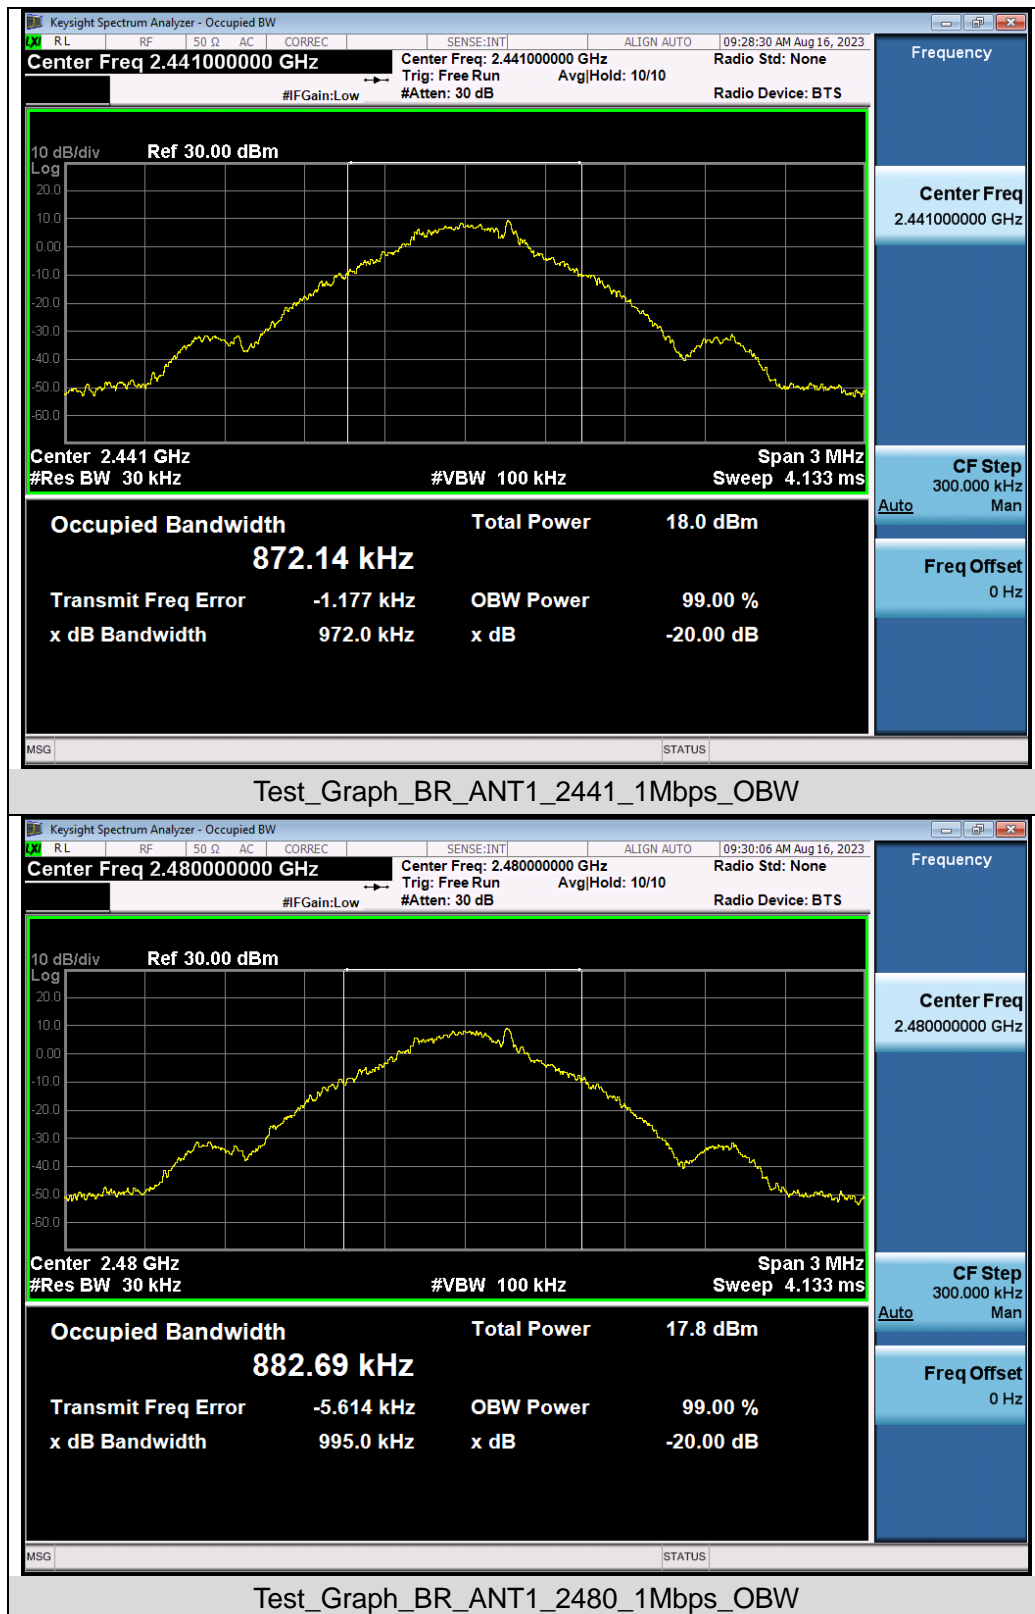 Keysight Spectrum Analyzer - Occupied BW
LXI RL RF 50 Ω AC CORREC SENSE:INT ALIGN AUTO 09:28:30 AM Aug 16, 2023
Center Freq 2.441000000 GHz
Center Freq: 2.441000000 GHz
Radio Std: None
Trig: Free Run Avg|Hold: 10/10
#IFGain:Low #Atten: 30 dB Radio Device: BTS
Frequency
10 dB/div Ref 30.00 dBm
Log
20.0
10.0
0.00
-10.0
-20.0
-30.0
-40.0
-50.0
-60.0
Center 2.441 GHz Span 3 MHz
#Res BW 30 kHz #VBW 100 kHz Sweep 4.133 ms
Center Freq
2.441000000 GHz
CF Step
300.000 kHz
Auto Man
Freq Offset
0 Hz
Occupied Bandwidth Total Power 18.0 dBm
872.14 kHz
Transmit Freq Error -1.177 kHz OBW Power 99.00 %
x dB Bandwidth 972.0 kHz x dB -20.00 dB
MSG STATUS
Test_Graph_BR_ANT1_2441_1Mbps_OBW
Keysight Spectrum Analyzer - Occupied BW
LXI RL RF 50 Ω AC CORREC SENSE:INT ALIGN AUTO 09:30:06 AM Aug 16, 2023
Center Freq 2.480000000 GHz
Center Freq: 2.480000000 GHz
Radio Std: None
Trig: Free Run Avg|Hold: 10/10
#IFGain:Low #Atten: 30 dB Radio Device: BTS
Frequency
10 dB/div Ref 30.00 dBm
Log
20.0
10.0
0.00
-10.0
-20.0
-30.0
-40.0
-50.0
-60.0
Center 2.48 GHz Span 3 MHz
#Res BW 30 kHz #VBW 100 kHz Sweep 4.133 ms
Center Freq
2.480000000 GHz
CF Step
300.000 kHz
Auto Man
Freq Offset
0 Hz
Occupied Bandwidth Total Power 17.8 dBm
882.69 kHz
Transmit Freq Error -5.614 kHz OBW Power 99.00 %
x dB Bandwidth 995.0 kHz x dB -20.00 dB
MSG STATUS
Test_Graph_BR_ANT1_2480_1Mbps_OBW